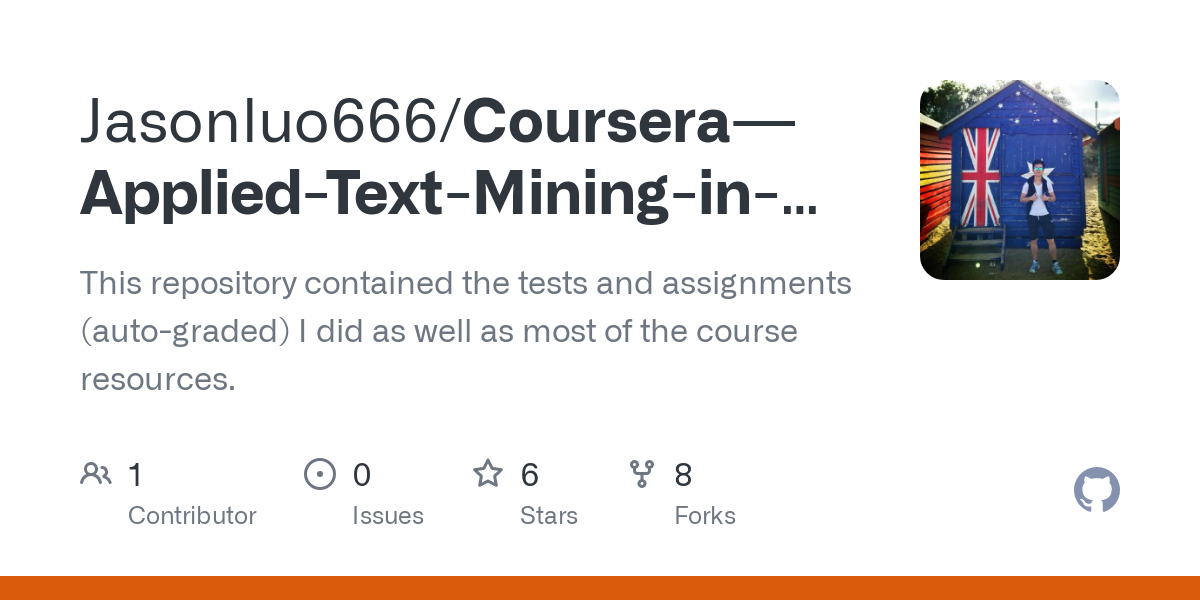 Jasonluo666/Coursera—
Applied-Text-Mining-in-...
This repository contained the tests and assignments
(auto-graded) I did as well as most of the course
resources.
1
Contributor
0
Issues
6
Stars
8
Forks